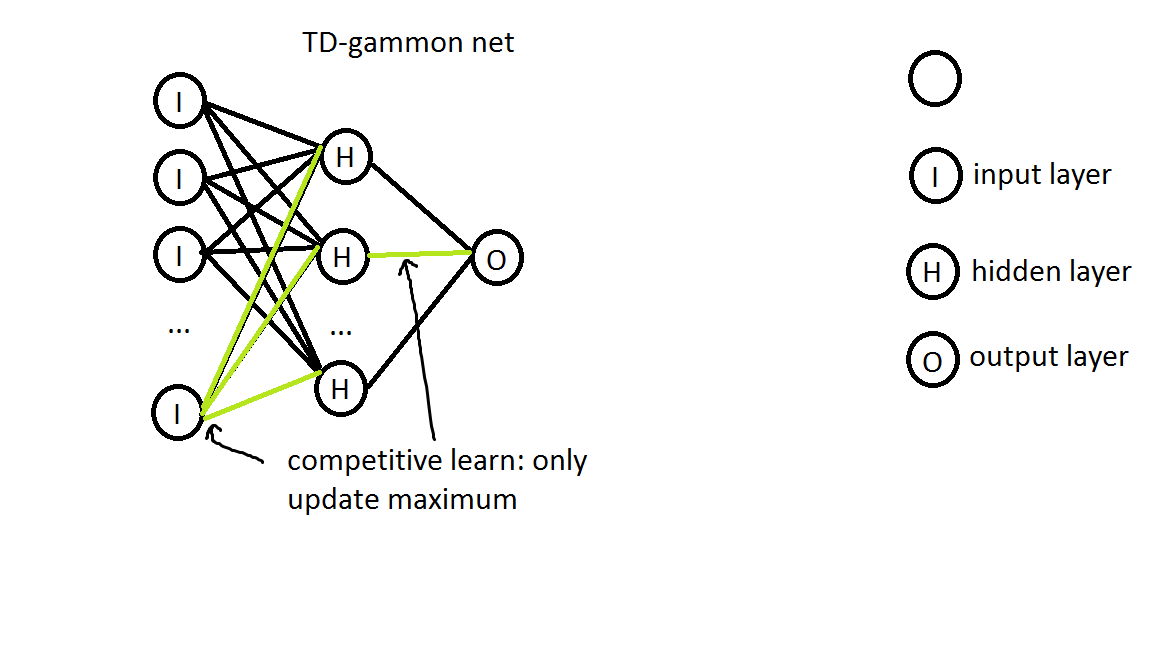 TD-gammon net
I
I
I
...
I
H
H
...
H
O
competitive learn: only
update maximum
I input layer
H hidden layer
O output layer